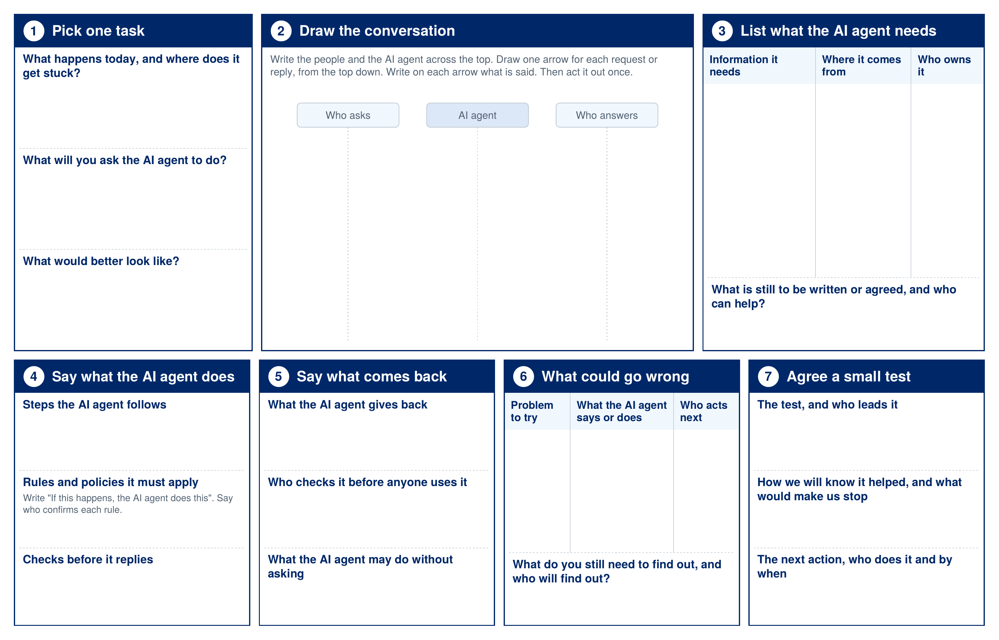 1 Pick one task
What happens today, and where does it
get stuck?
What will you ask the AI agent to do?
What would better look like?
2 Draw the conversation
Write the people and the AI agent across the top. Draw one arrow for each request or
reply, from the top down. Write on each arrow what is said. Then act it out once.
Who asks
AI agent
Who answers
3 List what the AI agent needs
Information it
needs
Where it comes
from
Who owns
it
What is still to be written or agreed, and who
can help?
4 Say what the AI agent does
Steps the AI agent follows
Rules and policies it must apply
Write "If this happens, the AI agent does this". Say
who confirms each rule.
Checks before it replies
5 Say what comes back
What the AI agent gives back
Who checks it before anyone uses it
What the AI agent may do without
asking
6 What could go wrong
Problem
to try
What the AI agent
says or does
Who acts
next
What do you still need to find out, and
who will find out?
7 Agree a small test
The test, and who leads it
How we will know it helped, and what
would make us stop
The next action, who does it and by
when